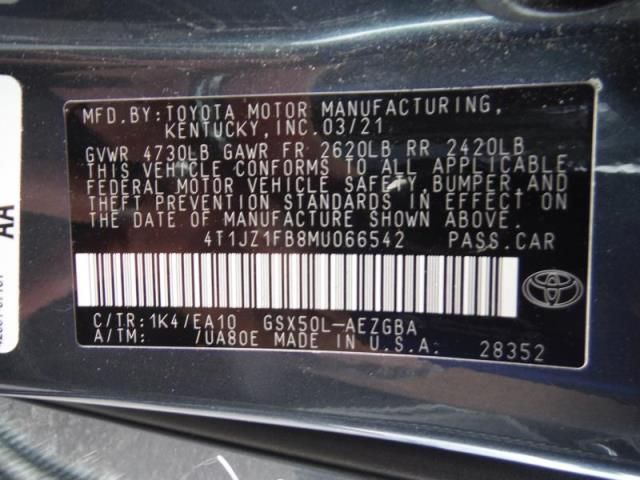 MFD.BY: TOYOTA MOTOR MANUFACTURING,
KENTUCKY, INC. 03/21
GVWR 4730LB GAWR FR 2620LB RR 2420LB
THIS VEHICLE CONFORMS TO ALL APPLICABLE
FEDERAL MOTOR VEHICLE SAFETY, BUMPER, AND
THEFT PREVENTION STANDARDS IN EFFECT ON
THE DATE OF MANUFACTURE SHOWN ABOVE.
4T1JZ1FB8MU066542 PASS.CAR
C/TR: 1K4/EA10 GSX50L-AEZGBA
A/TM: /UA80E MADE IN U.S.A. 28352
AA